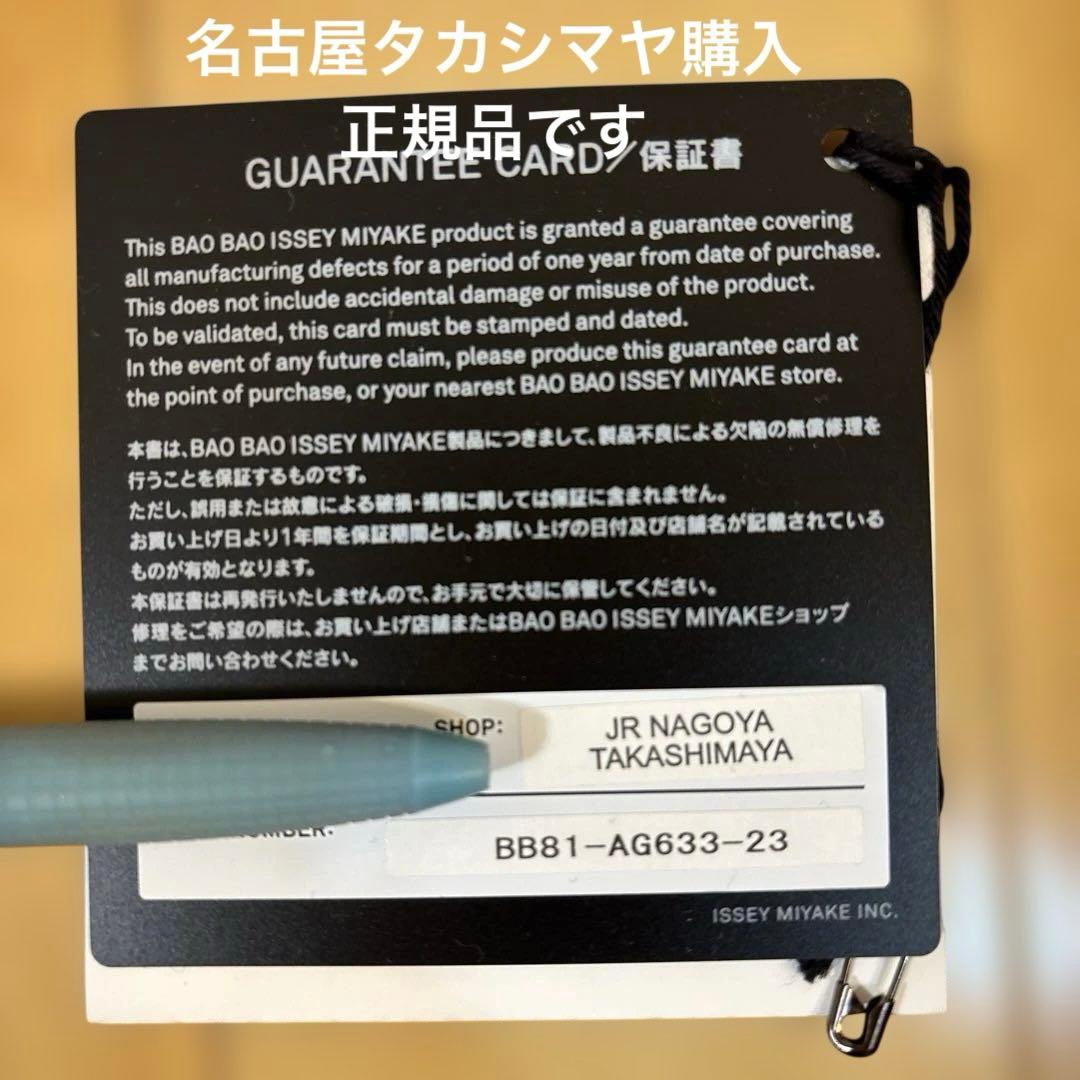 名古屋タカシマヤ購入
正規品です
GUARANTEE CARD/保証書
This BAO BAO ISSEY MIYAKE product is granted a guarantee covering
all manufacturing defects for a period of one year from date of purchase.
This does not include accidental damage or misuse of the product.
To be validated, this card must be stamped and dated.
In the event of any future claim, please produce this guarantee card at
the point of purchase, or your nearest BAO BAO ISSEY MIYAKE store.
本書は、BAO BAO ISSEY MIYAKE製品につきまして、製品不良による欠陥の無償修理を
行うことを保証するものです。
ただし、誤用または故意による破損・損傷に関しては保証に含まれません。
お買い上げ日より1年間を保証期間とし、お買い上げの日付及び店舗名が記載されている
ものが有効となります。
本保証書は再発行いたしませんので、お手元で大切に保管してください。
修理をご希望の際は、お買い上げ店舗またはBAO BAO ISSEY MIYAKEショップ
までお問い合わせください。
SHOP: JR NAGOYA
TAKASHIMAYA
NUMBER: BB81-AG633-23
ISSEY MIYAKE INC.